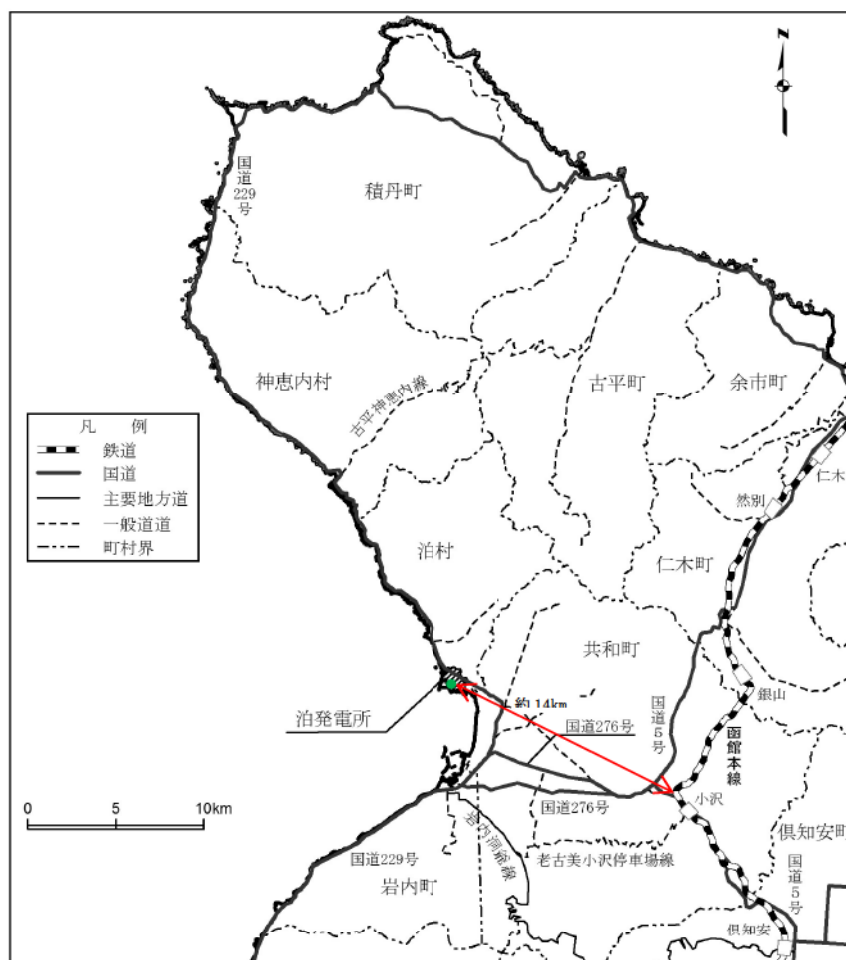 N
積丹町
国道229号
神恵内村
古平神恵内線
古平町
余市町
凡 例
鉄道
国道
主要地方道
一般道道
町村界
仁木
然別
泊村
仁木町
共和町
銀山
泊発電所
約14km
国道276号
国道5号
函館本線
小沢
0 5 10km
国道276号
倶知安町
国道229号
岩内洞爺線
老古美小沢停車場線
国道5号
岩内町
倶知安